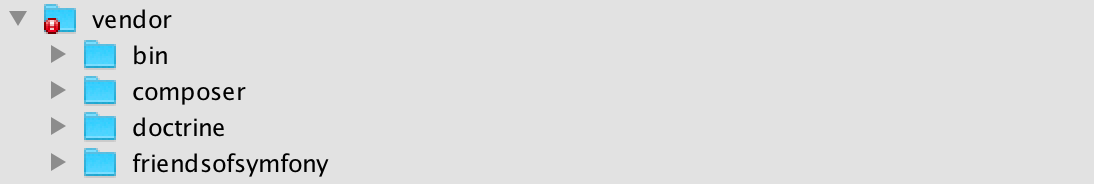 vendor
bin
composer
doctrine
friendsofsymfony